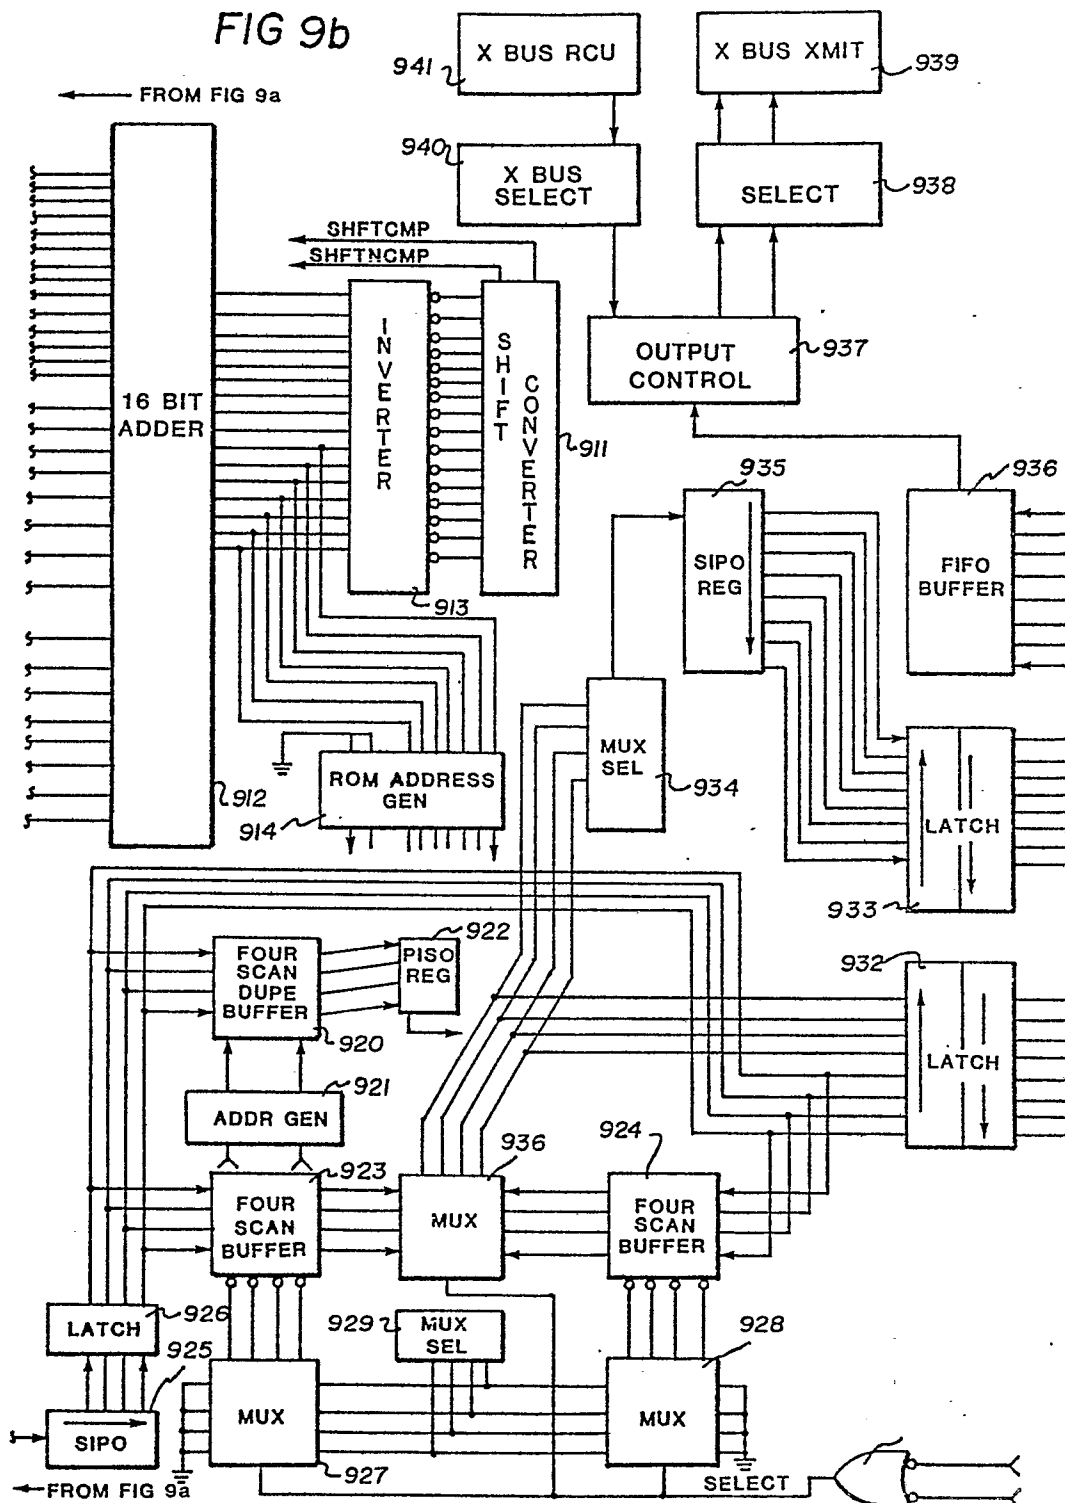 FIG 9b
FROM FIG 9a
X BUS RCU
941
X BUS XMIT
939
940
X BUS
SELECT
SELECT
938
SHFTCMP
SHFTNCMP
INVERTER
913
SHIFT
CONVERTER
911
OUTPUT
CONTROL
937
16 BIT
ADDER
912
935
SIPO
REG
936
FIFO
BUFFER
MUX
SEL
934
ROM ADDRESS
GEN
914
LATCH
933
922
PISO
REG
FOUR
SCAN
DUPE
BUFFER
920
932
LATCH
921
ADDR GEN
923
FOUR
SCAN
BUFFER
936
MUX
924
FOUR
SCAN
BUFFER
926
LATCH
929
MUX
SEL
928
925
SIPO
MUX
927
MUX
SELECT
FROM FIG 9a